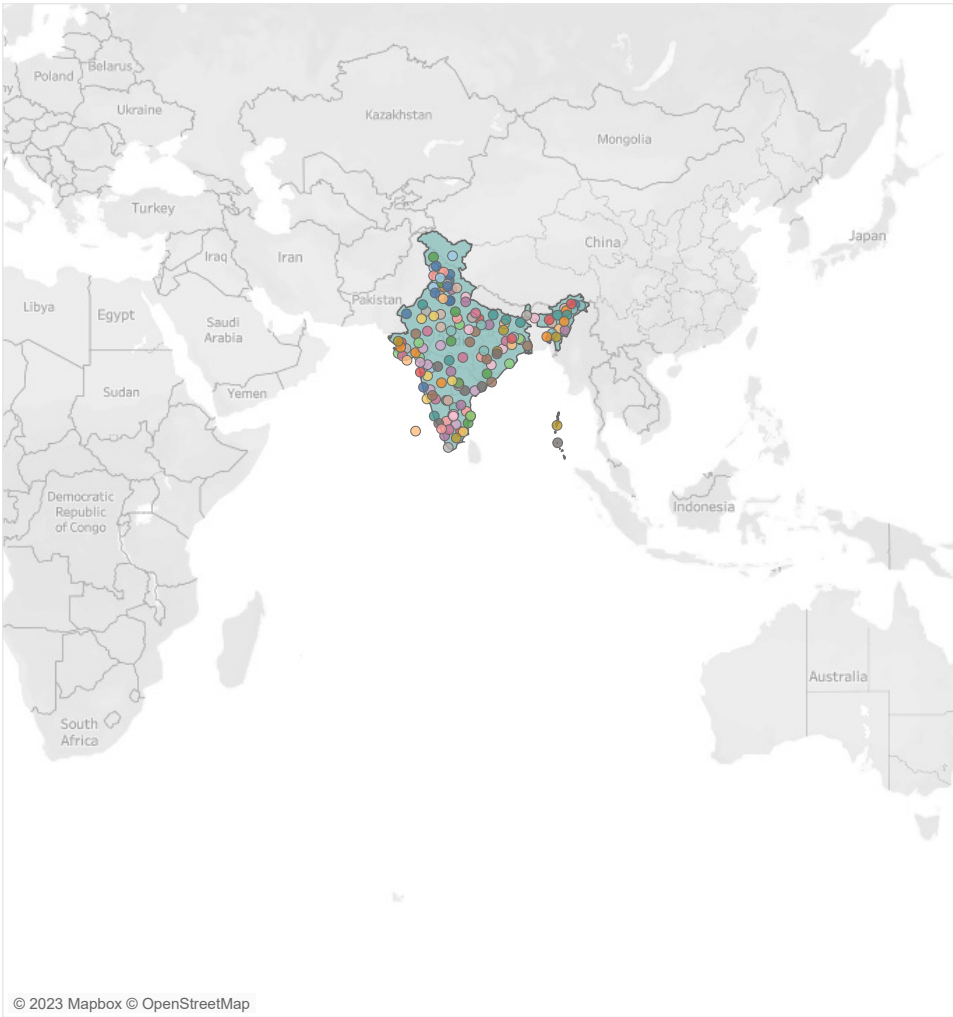 Poland
Belarus
ny
Ukraine
Kazakhstan
Mongolia
Turkey
Iraq
Iran
China
Japan
Libya
Egypt
Pakistan
Saudi
Arabia
Sudan
Yemen
Democratic
Republic
of Congo
Indonesia
Australia
South
Africa
© 2023 Mapbox © OpenStreetMap